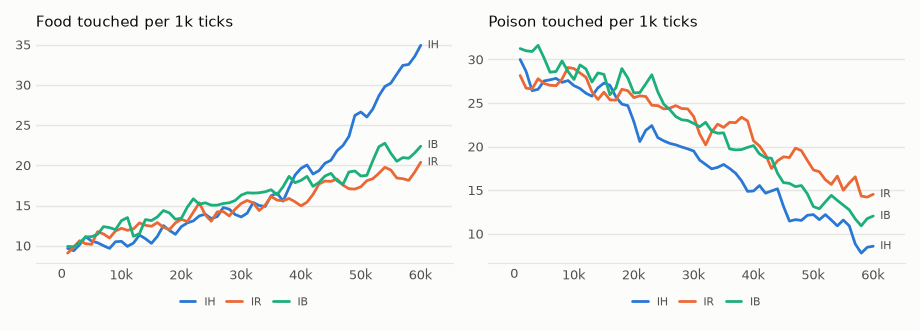 Food touched per 1k ticks
35
30
25
20
15
10
0 10k 20k 30k 40k 50k 60k
IH
IB
IR
IH IR IB
Poison touched per 1k ticks
30
25
20
15
10
0 10k 20k 30k 40k 50k 60k
IR
IB
IH
IH IR IB